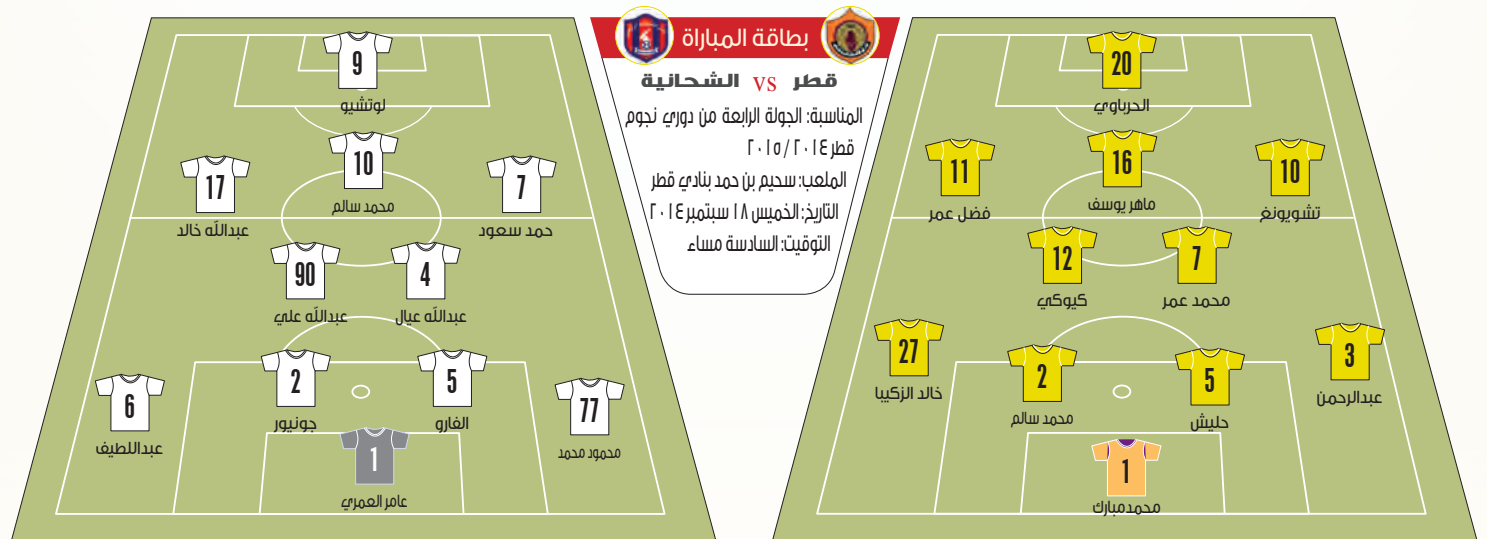 بطاقة المباراة
قطر vs الشحانية
المناسبة: الجولة الرابعة من دوري نجوم
قطر ٢٠١٤ / ٢٠١٥
الملعب: سحيم بن حمد بنادي قطر
التاريخ: الخميس ١٨ سبتمبر ٢٠١٤
التوقيت: السادسة مساء
20
الحرباوي
10
تشويونغ
16
ماهر يوسف
11
فضل عمر
7
محمد عمر
12
كيوكي
3
عبدالرحمن
5
حليش
2
محمد سالم
27
خالد الزكيبا
1
محمدمبارك
9
لوتشيو
7
حمد سعود
10
محمد سالم
17
عبدالله خالد
4
عبدالله عيال
90
عبدالله علي
77
محمود محمد
5
الفارو
2
جونيور
6
عبداللطيف
1
عامر العمري